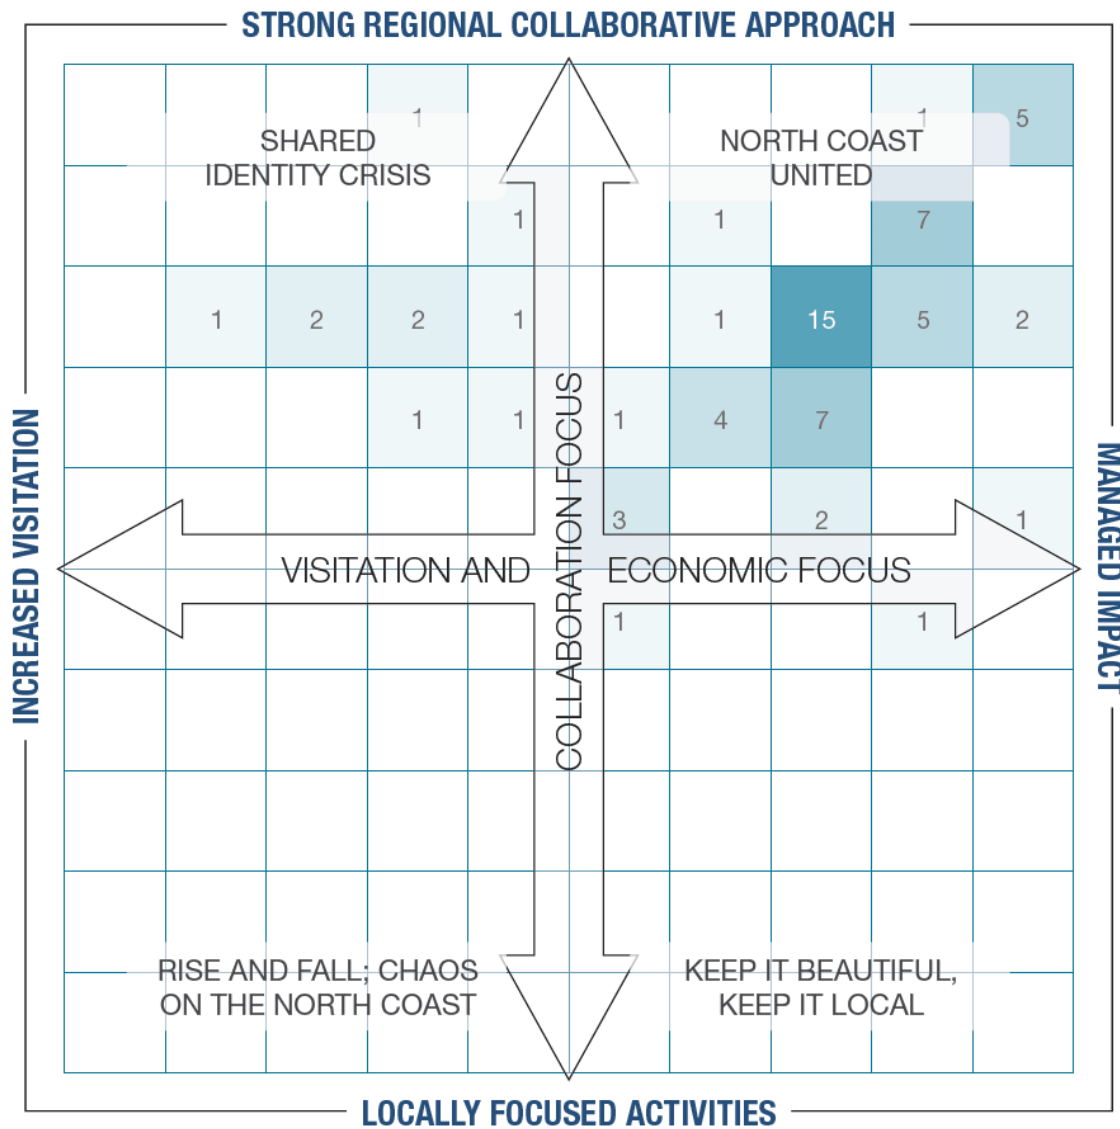 STRONG REGIONAL COLLABORATIVE APPROACH
1 1 5
SHARED
IDENTITY CRISIS
NORTH COAST
UNITED
1 1 7
1 2 2 1 1 15 5 2
1 1 1 4 7
3 2 1
INCREASED VISITATION
VISITATION AND ECONOMIC FOCUS
COLLABORATION FOCUS
MANAGED IMPACT
1 1
RISE AND FALL; CHAOS
ON THE NORTH COAST
KEEP IT BEAUTIFUL,
KEEP IT LOCAL
LOCALLY FOCUSED ACTIVITIES